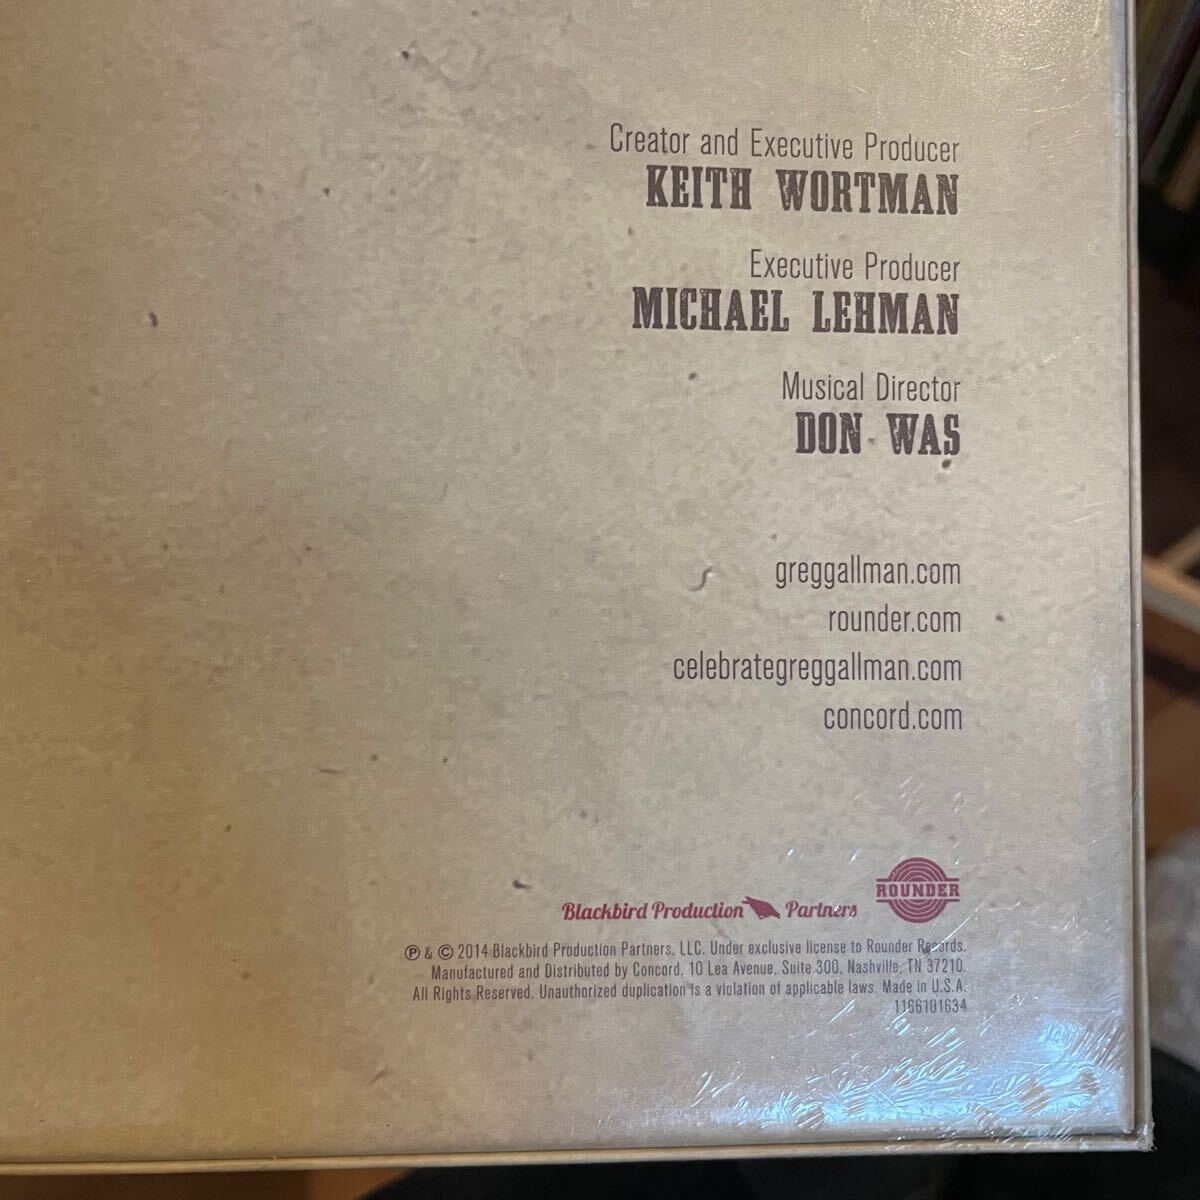 Creator and Executive Producer
KEITH WORTMAN
Executive Producer
MICHAEL LEHMAN
Musical Director
DON WAS
greggallman.com
rounder.com
celebrategreggallman.com
concord.com
Blackbird Production Partners
ROUNDER
℗ & © 2014 Blackbird Production Partners, LLC. Under exclusive license to Rounder Records.
Manufactured and Distributed by Concord, 10 Lea Avenue, Suite 300, Nashville, TN 37210.
All Rights Reserved. Unauthorized duplication is a violation of applicable laws. Made in U.S.A.
1166101634